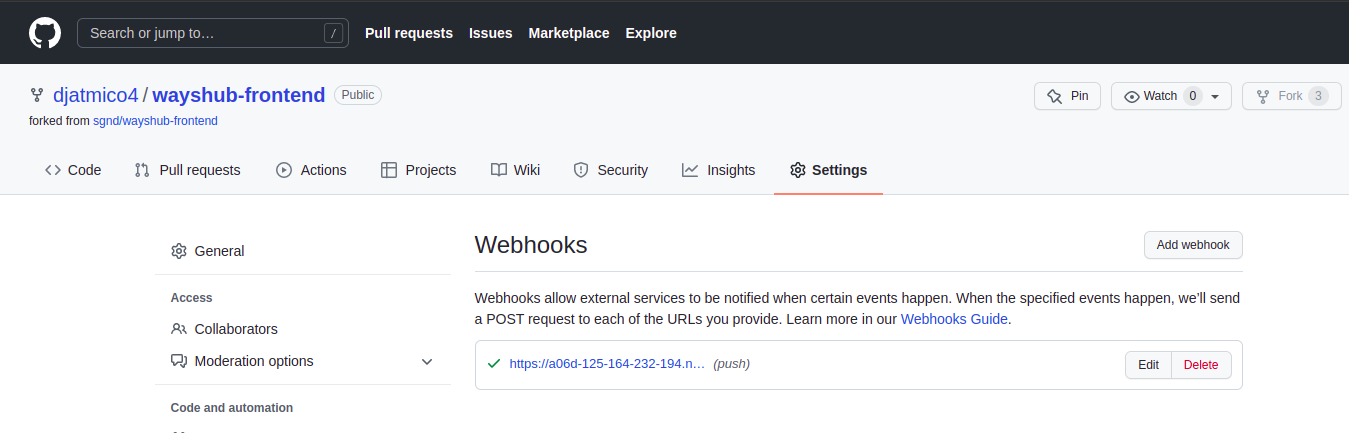 Search or jump to… / Pull requests Issues Marketplace Explore
djatmico4 / wayshub-frontend Public Pin Watch 0 Fork 3
forked from sgnd/wayshub-frontend
Code Pull requests Actions Projects Wiki Security Insights Settings
General
Access
Collaborators
Moderation options
Code and automation
Webhooks Add webhook
Webhooks allow external services to be notified when certain events happen. When the specified events happen, we'll send
a POST request to each of the URLs you provide. Learn more in our Webhooks Guide.
https://a06d-125-164-232-194.n… (push) Edit Delete